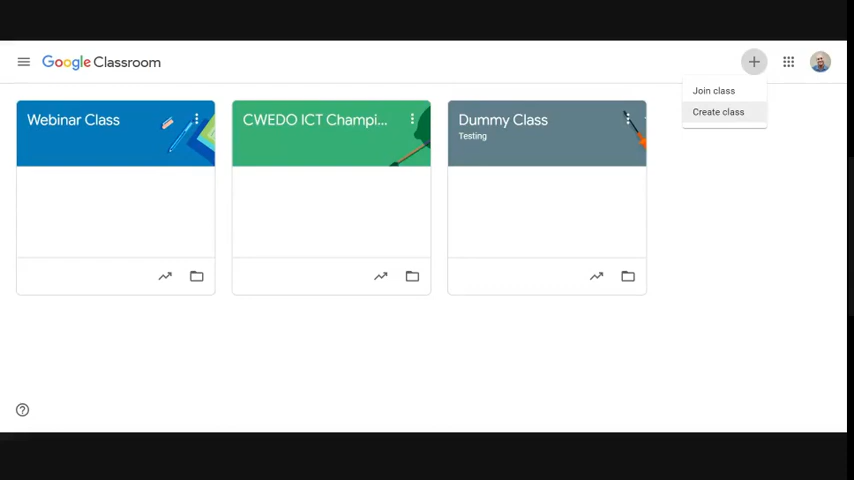 Google Classroom
Join class
Create class
Webinar Class
CWEDO ICT Champi...
Dummy Class
Testing